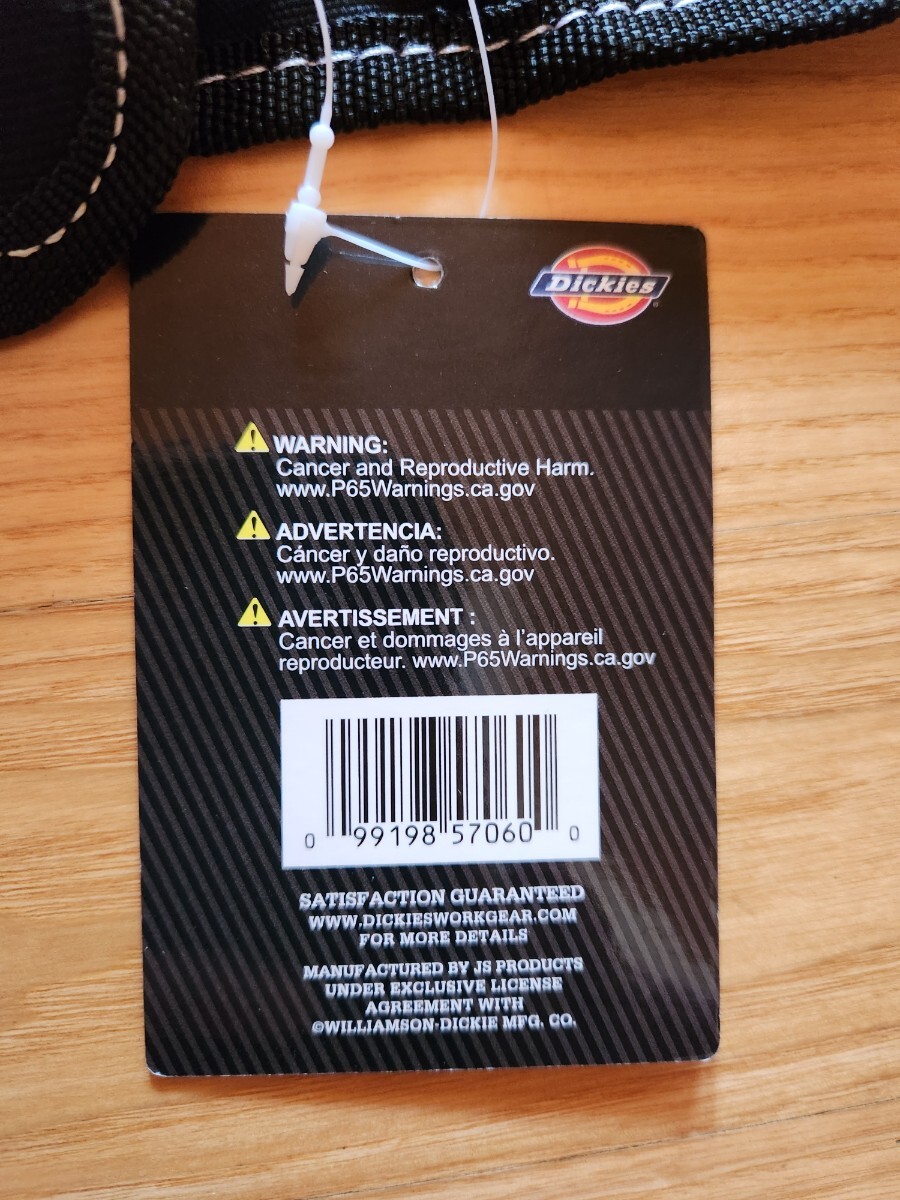 Dickies
WARNING:
Cancer and Reproductive Harm.
www.P65Warnings.ca.gov
ADVERTENCIA:
Cáncer y daño reproductivo.
www.P65Warnings.ca.gov
AVERTISSEMENT :
Cancer et dommages à l'appareil
reproducteur. www.P65Warnings.ca.gov
0 99198 57060 0
SATISFACTION GUARANTEED
WWW.DICKIESWORKGEAR.COM
FOR MORE DETAILS
MANUFACTURED BY JS PRODUCTS
UNDER EXCLUSIVE LICENSE
AGREEMENT WITH
©WILLIAMSON-DICKIE MFG. CO.